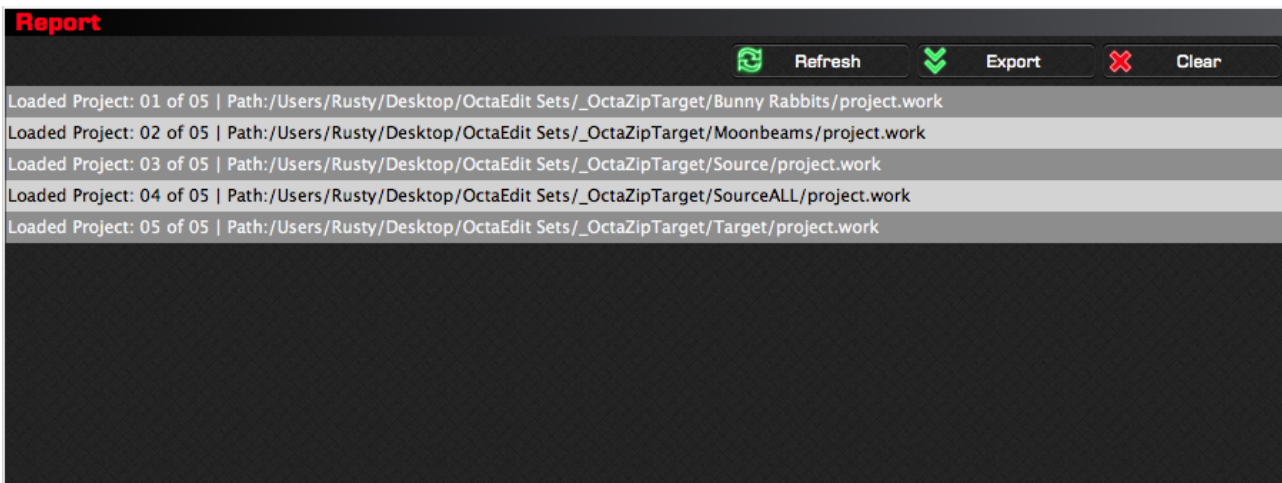 Report
Refresh Export Clear
Loaded Project: 01 of 05 | Path:/Users/Rusty/Desktop/OctaEdit Sets/_OctaZipTarget/Bunny Rabbits/project.work
Loaded Project: 02 of 05 | Path:/Users/Rusty/Desktop/OctaEdit Sets/_OctaZipTarget/Moonbeams/project.work
Loaded Project: 03 of 05 | Path:/Users/Rusty/Desktop/OctaEdit Sets/_OctaZipTarget/Source/project.work
Loaded Project: 04 of 05 | Path:/Users/Rusty/Desktop/OctaEdit Sets/_OctaZipTarget/SourceALL/project.work
Loaded Project: 05 of 05 | Path:/Users/Rusty/Desktop/OctaEdit Sets/_OctaZipTarget/Target/project.work